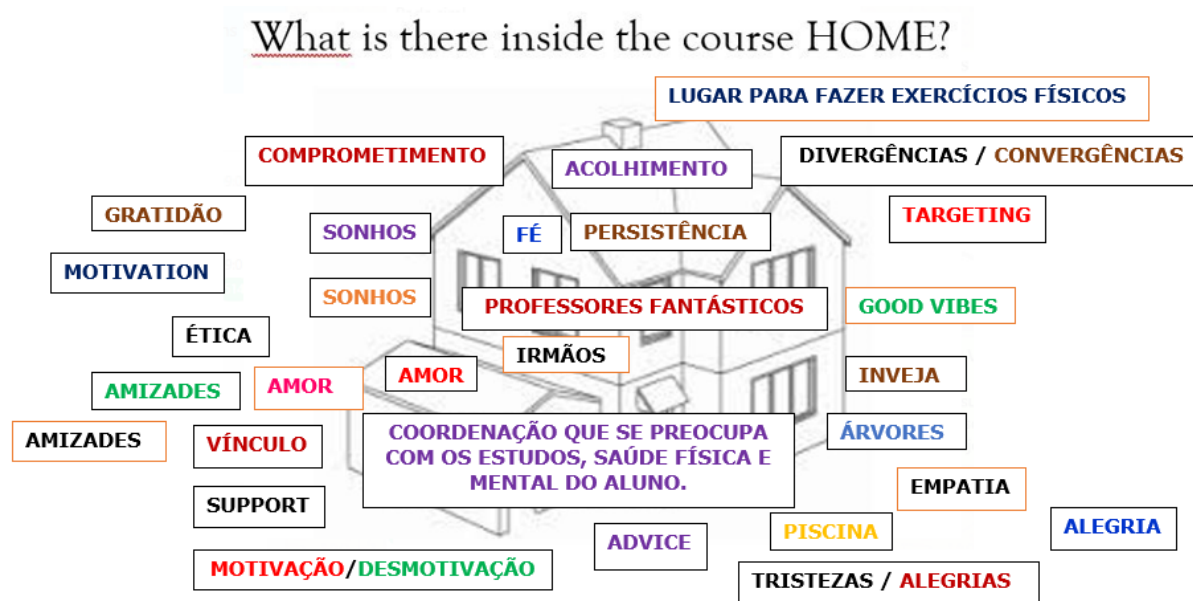 What is there inside the course HOME?
LUGAR PARA FAZER EXERCÍCIOS FÍSICOS
COMPROMETIMENTO
ACOLHIMENTO
DIVERGÊNCIAS / CONVERGÊNCIAS
GRATIDÃO
SONHOS
FÉ
PERSISTÊNCIA
TARGETING
MOTIVATION
SONHOS
PROFESSORES FANTÁSTICOS
GOOD VIBES
ÉTICA
IRMÃOS
AMIZADES
AMOR
AMOR
INVEJA
AMIZADES
VÍNCULO
COORDENAÇÃO QUE SE PREOCUPA
COM OS ESTUDOS, SAÚDE FÍSICA E
MENTAL DO ALUNO.
ÁRVORES
SUPPORT
EMPATIA
ADVICE
PISCINA
ALEGRIA
MOTIVAÇÃO/DESMOTIVAÇÃO
TRISTEZAS / ALEGRIAS